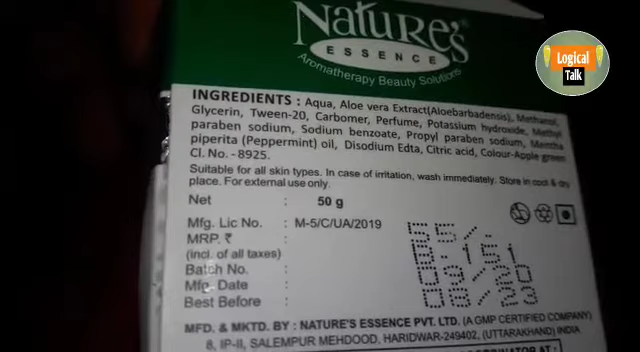 NATURE'S
ESSENCE
Aromatherapy Beauty Solutions
Logical
Talk
INGREDIENTS : Aqua, Aloe vera Extract(Aloebarbadensis), Methanol,
Glycerin, Tween-20, Carbomer, Perfume, Potassium hydroxide, Methyl
paraben sodium, Sodium benzoate, Propyl paraben sodium, Mentha
piperita (Peppermint) oil, Disodium Edta, Citric acid, Colour-Apple green
CI. No. - 8925.
Suitable for all skin types. In case of irritation, wash immediately. Store in cool & dry
place. For external use only.
Net : 50 g
Mfg. Lic No. : M-5/C/UA/2019
MRP. ₹ : 55/-
(incl. of all taxes)
Batch No. : B-151
Mfg. Date : 09/20
Best Before : 08/23
MFD. & MKTD. BY : NATURE'S ESSENCE PVT. LTD. (A GMP CERTIFIED COMPANY)
8, IP-II, SALEMPUR MEHDOOD, HARIDWAR-249402, (UTTARAKHAND) INDIA